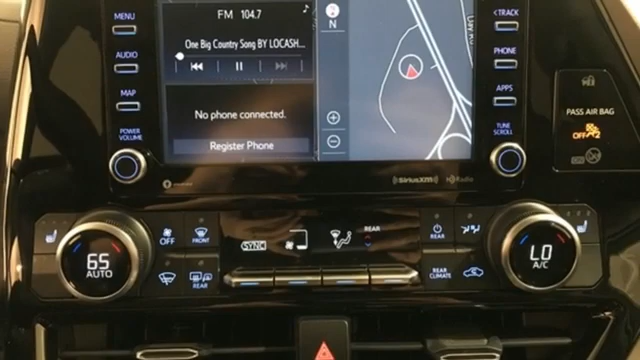 MENU
FM 104.7
N
<TRACK
AUDIO
One Big Country Song BY LOCASH...
PHONE
MAP
APPS
No phone connected.
PASS AIR BAG
OFF
2
POWER
VOLUME
Register Phone
TUNE
SCROLL
SiriusXM
HD Radio
65
AUTO
OFF
FRONT
SYNC
REAR
REAR
LO
A/C
REAR
REAR
CLIMATE